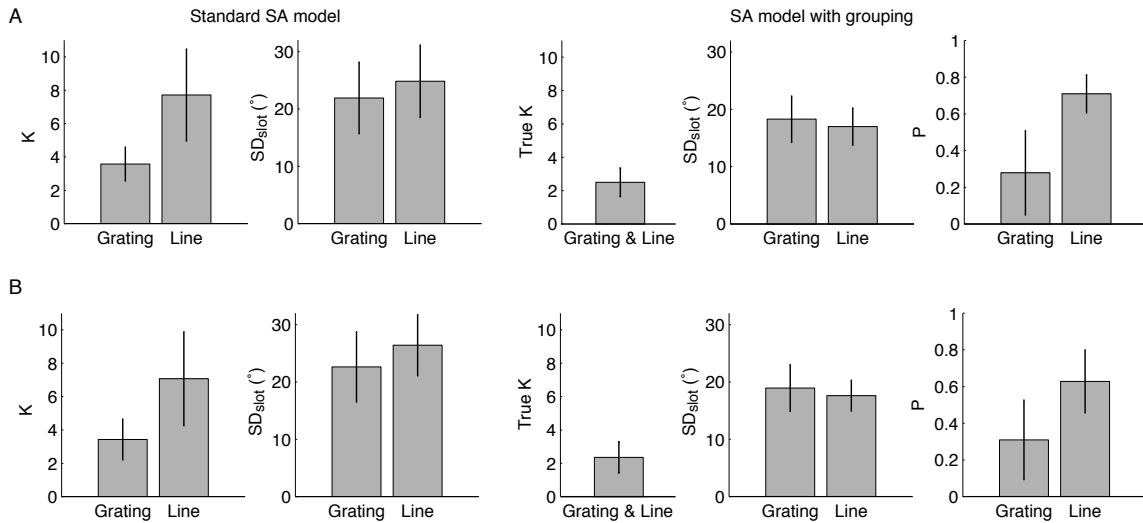 A
Standard SA model
SA model with grouping
K
10
8
6
4
2
0
Grating Line
SD_slot (°)
30
20
10
0
Grating Line
True K
10
8
6
4
2
0
Grating & Line
SD_slot (°)
30
20
10
0
Grating Line
P
1
0.8
0.6
0.4
0.2
0
Grating Line
B
K
10
8
6
4
2
0
Grating Line
SD_slot (°)
30
20
10
0
Grating Line
True K
10
8
6
4
2
0
Grating & Line
SD_slot (°)
30
20
10
0
Grating Line
P
1
0.8
0.6
0.4
0.2
0
Grating Line